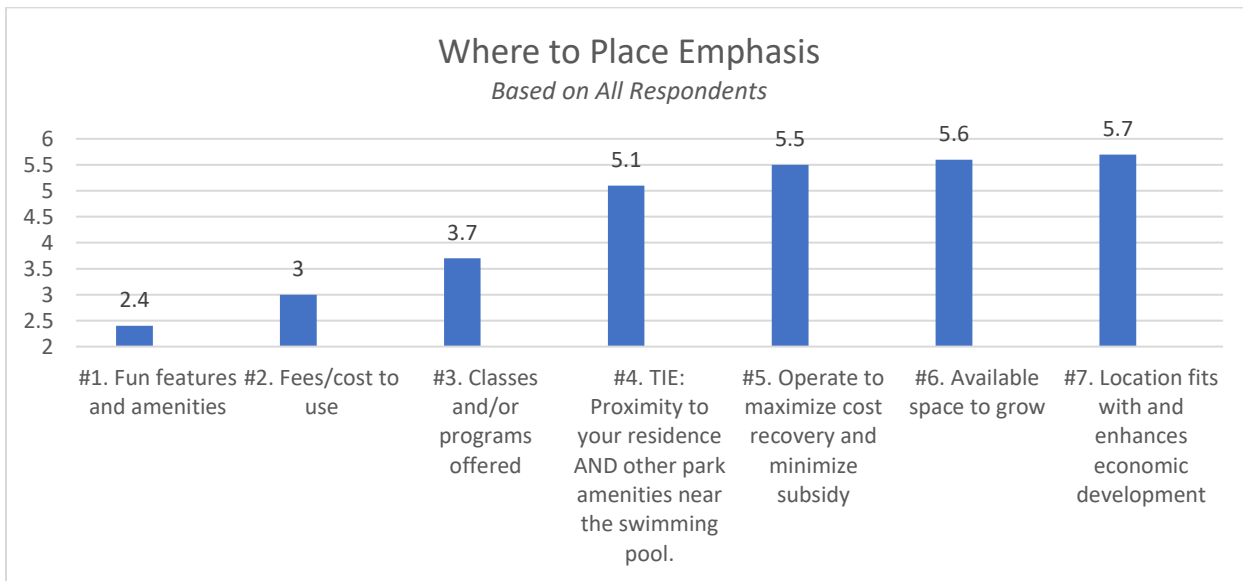 Where to Place Emphasis
Based on All Respondents
6
5.5
5
4.5
4
3.5
3
2.5
2
2.4
3
3.7
5.1
5.5
5.6
5.7
#1. Fun features
and amenities
#2. Fees/cost to
use
#3. Classes
and/or
programs
offered
#4. TIE:
Proximity to
your residence
AND other park
amenities near
the swimming
pool.
#5. Operate to
maximize cost
recovery and
minimize
subsidy
#6. Available
space to grow
#7. Location fits
with and
enhances
economic
development